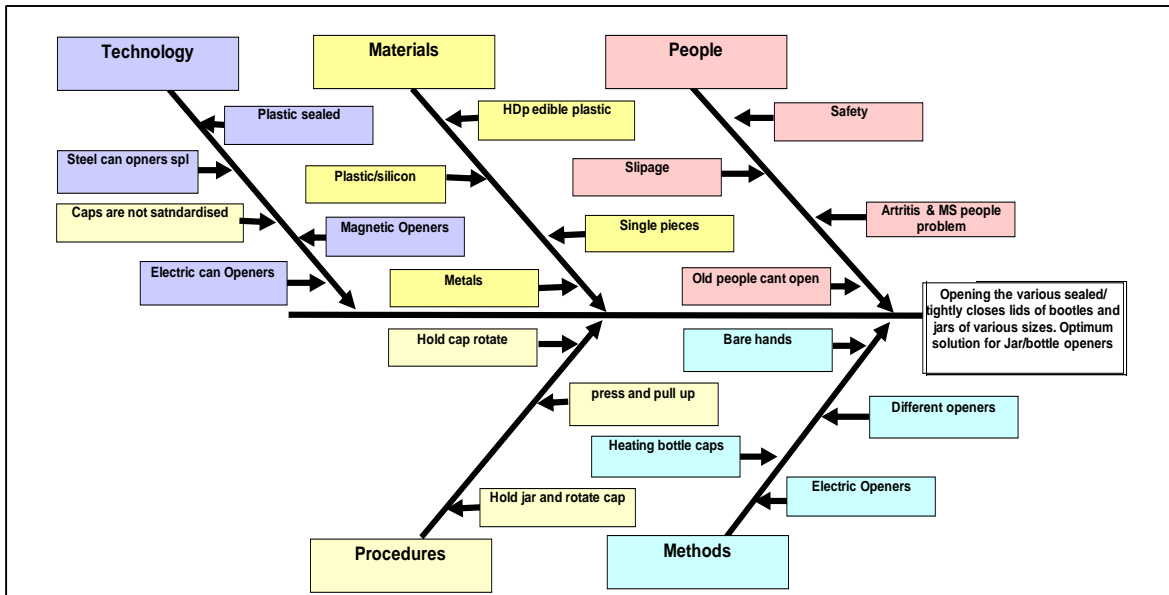 Technology
Materials
People
Plastic sealed
HDp edible plastic
Safety
Steel can opners spl
Plastic/silicon
Slipage
Caps are not satndardised
Magnetic Openers
Single pieces
Artritis & MS people
problem
Electric can Openers
Metals
Old people cant open
Opening the various sealed/
tightly closes lids of bootles and
jars of various sizes. Optimum
solution for Jar/bottle openers
Hold cap rotate
Bare hands
press and pull up
Different openers
Heating bottle caps
Hold jar and rotate cap
Electric Openers
Procedures
Methods